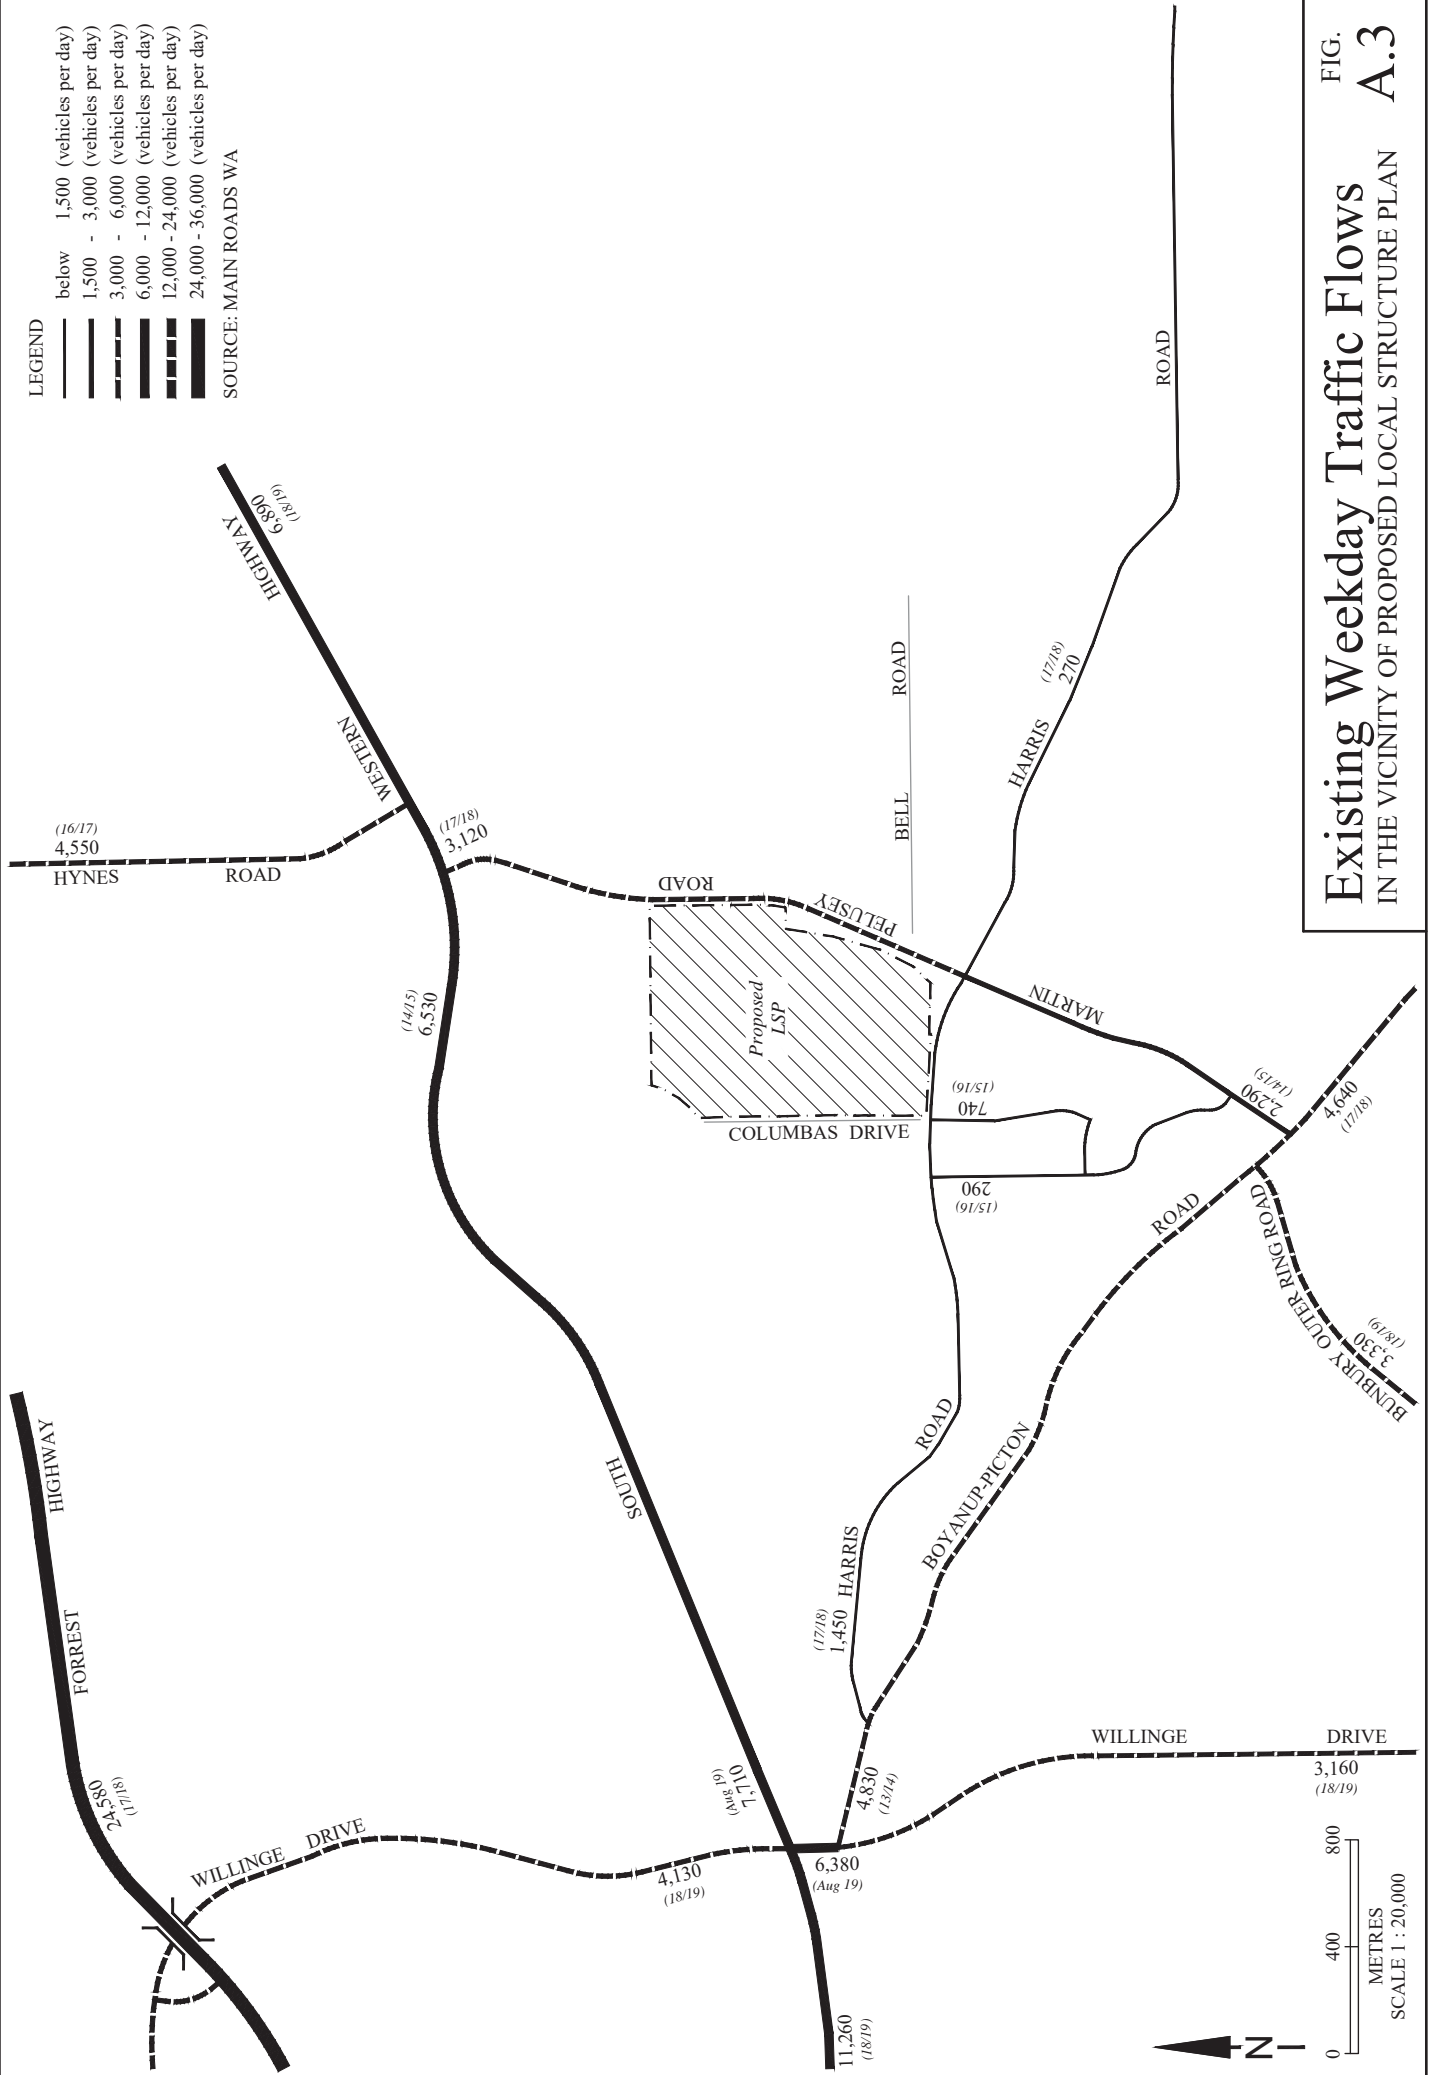 LEGEND
below 1,500 (vehicles per day)
1,500 - 3,000 (vehicles per day)
3,000 - 6,000 (vehicles per day)
6,000 - 12,000 (vehicles per day)
12,000 - 24,000 (vehicles per day)
24,000 - 36,000 (vehicles per day)
SOURCE: MAIN ROADS WA
FORREST HIGHWAY
24,580
(17/18)
WILLINGE DRIVE
4,130
(18/19)
HYNES ROAD
4,550
(16/17)
SOUTH WESTERN HIGHWAY
6,890
(18/19)
(14/15)
6,530
(Aug 19)
7,710
11,260
(18/19)
6,380
(Aug 19)
(17/18)
3,120
MARTIN PELUSEY ROAD
2,290
(14/15)
Proposed
LSP
COLUMBAS DRIVE
BELL ROAD
HARRIS ROAD
(17/18)
270
740
(15/16)
290
(15/16)
HARRIS ROAD
(17/18)
1,450
BOYANUP-PICTON ROAD
4,830
(13/14)
4,640
(17/18)
BUNBURY OUTER RING ROAD
3,330
(18/19)
WILLINGE DRIVE
3,160
(18/19)
N
0 400 800
METRES
SCALE 1 : 20,000
Existing Weekday Traffic Flows
IN THE VICINITY OF PROPOSED LOCAL STRUCTURE PLAN
FIG.
A.3